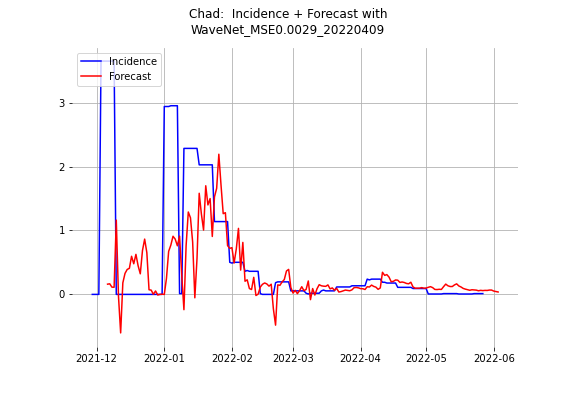 Chad:  Incidence + Forecast with
WaveNet_MSE0.0029_20220409
Incidence
Forecast
3
2
1
0
2021-12
2022-01
2022-02
2022-03
2022-04
2022-05
2022-06